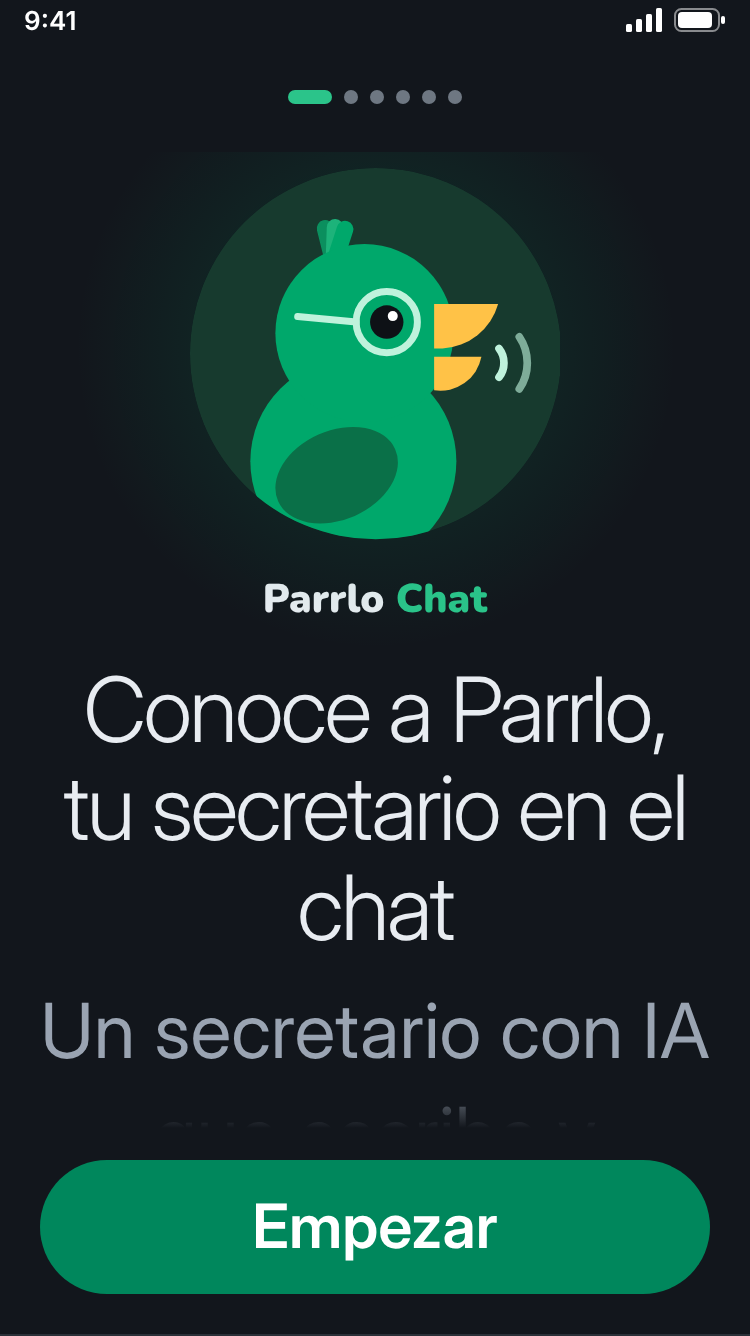 9:41
Parrlo Chat
Conoce a Parrlo,
tu secretario en el
chat
Un secretario con IA
Empezar